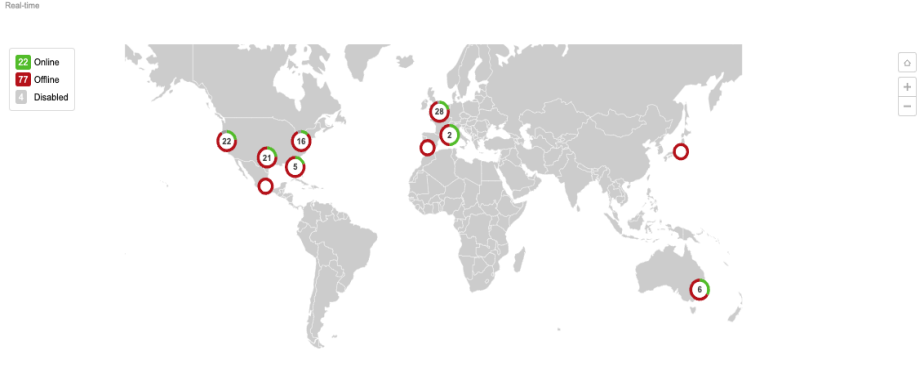 Real-time
22 Online
77 Offline
4 Disabled
28
22
16
2
21
5
6
+
−